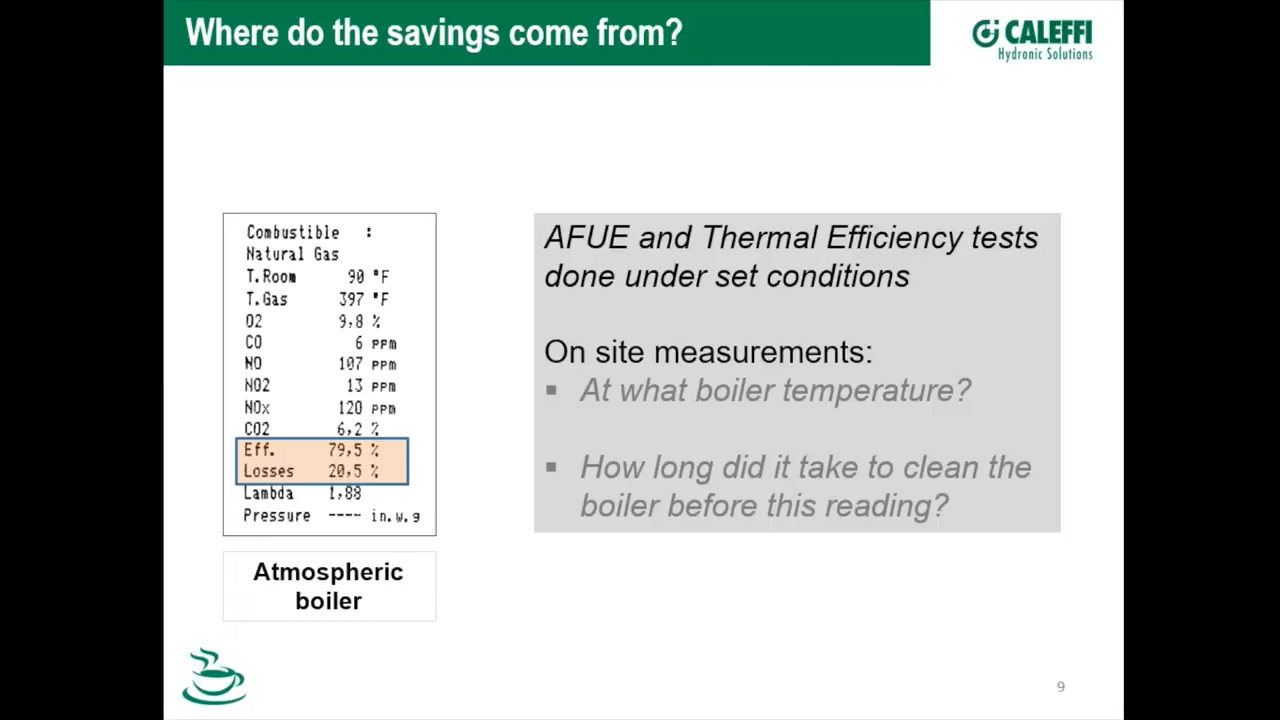 Where do the savings come from?
CALEFFI
Hydronic Solutions
Combustible :
Natural Gas
T.Room 90 °F
T.Gas 397 °F
O2 9,8 %
CO 6 ppm
NO 107 ppm
NO2 13 ppm
NOx 120 ppm
CO2 6,2 %
Eff. 79,5 %
Losses 20,5 %
Lambda 1,88
Pressure ---- in.w.g
Atmospheric
boiler
AFUE and Thermal Efficiency tests
done under set conditions
On site measurements:
▪ At what boiler temperature?
▪ How long did it take to clean the
boiler before this reading?
9